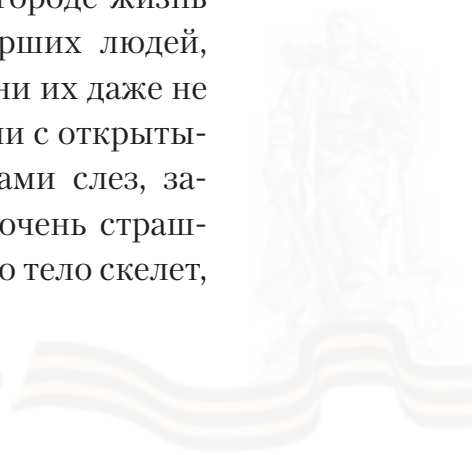 городе жизнь
рших людей,
ни их даже не
ли с открыты-
ами слез, за-
очень страш-
о тело скелет,